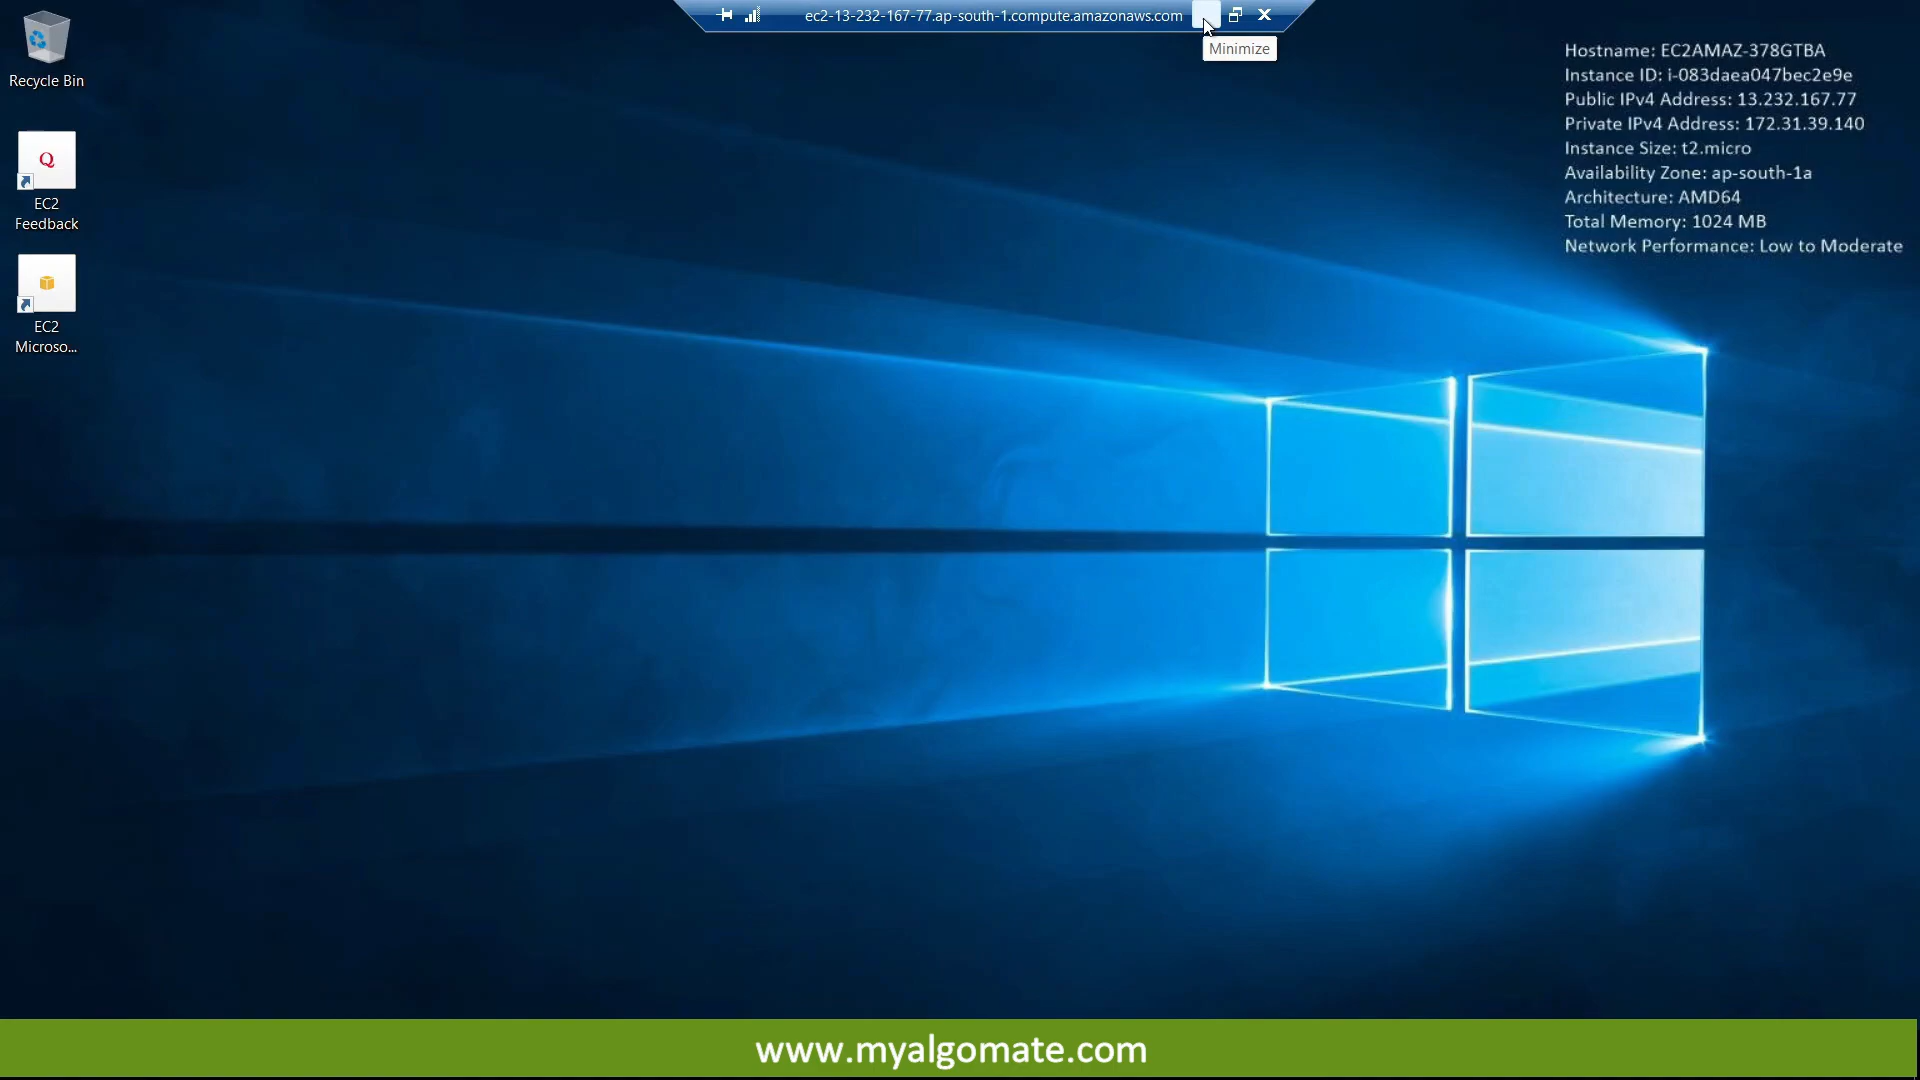 ec2-13-232-167-77.ap-south-1.compute.amazonaws.com
Minimize
Recycle Bin
EC2
Feedback
EC2
Microso...
Hostname: EC2AMAZ-378GTBA
Instance ID: i-083daea047bec2e9e
Public IPv4 Address: 13.232.167.77
Private IPv4 Address: 172.31.39.140
Instance Size: t2.micro
Availability Zone: ap-south-1a
Architecture: AMD64
Total Memory: 1024 MB
Network Performance: Low to Moderate
www.myalgomate.com